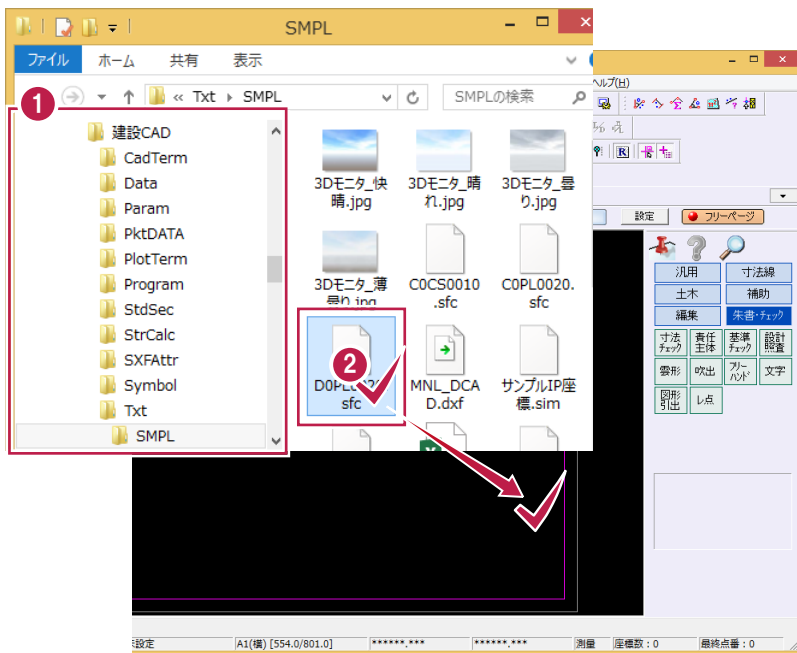 SMPL
ファイル ホーム 共有 表示
« Txt SMPL
SMPLの検索
1
建設CAD
CadTerm
Data
Param
PktDATA
PlotTerm
Program
StdSec
StrCalc
SXFAttr
Symbol
Txt
SMPL
3Dモニタ_快
晴.jpg
3Dモニタ_晴
れ.jpg
3Dモニタ_曇
り.jpg
3Dモニタ_薄
曇り.jpg
C0CS0010
.sfc
C0PL0020.
sfc
2
sfc
MNL_DCA
D.dxf
サンプルIP座
標.sim
ヘルプ(H)
R
設定
フリーページ
汎用 寸法線
土木 補助
編集 朱書・チェック
寸法
チェック
責任
主体
基準
チェック
設計
照査
雲形
吹出
フリー
ハンド
文字
図形
引出
レ点
設定
A1(横) [554.0/801.0]
******.***
******.***
測量
座標数 : 0
最終点番 : 0